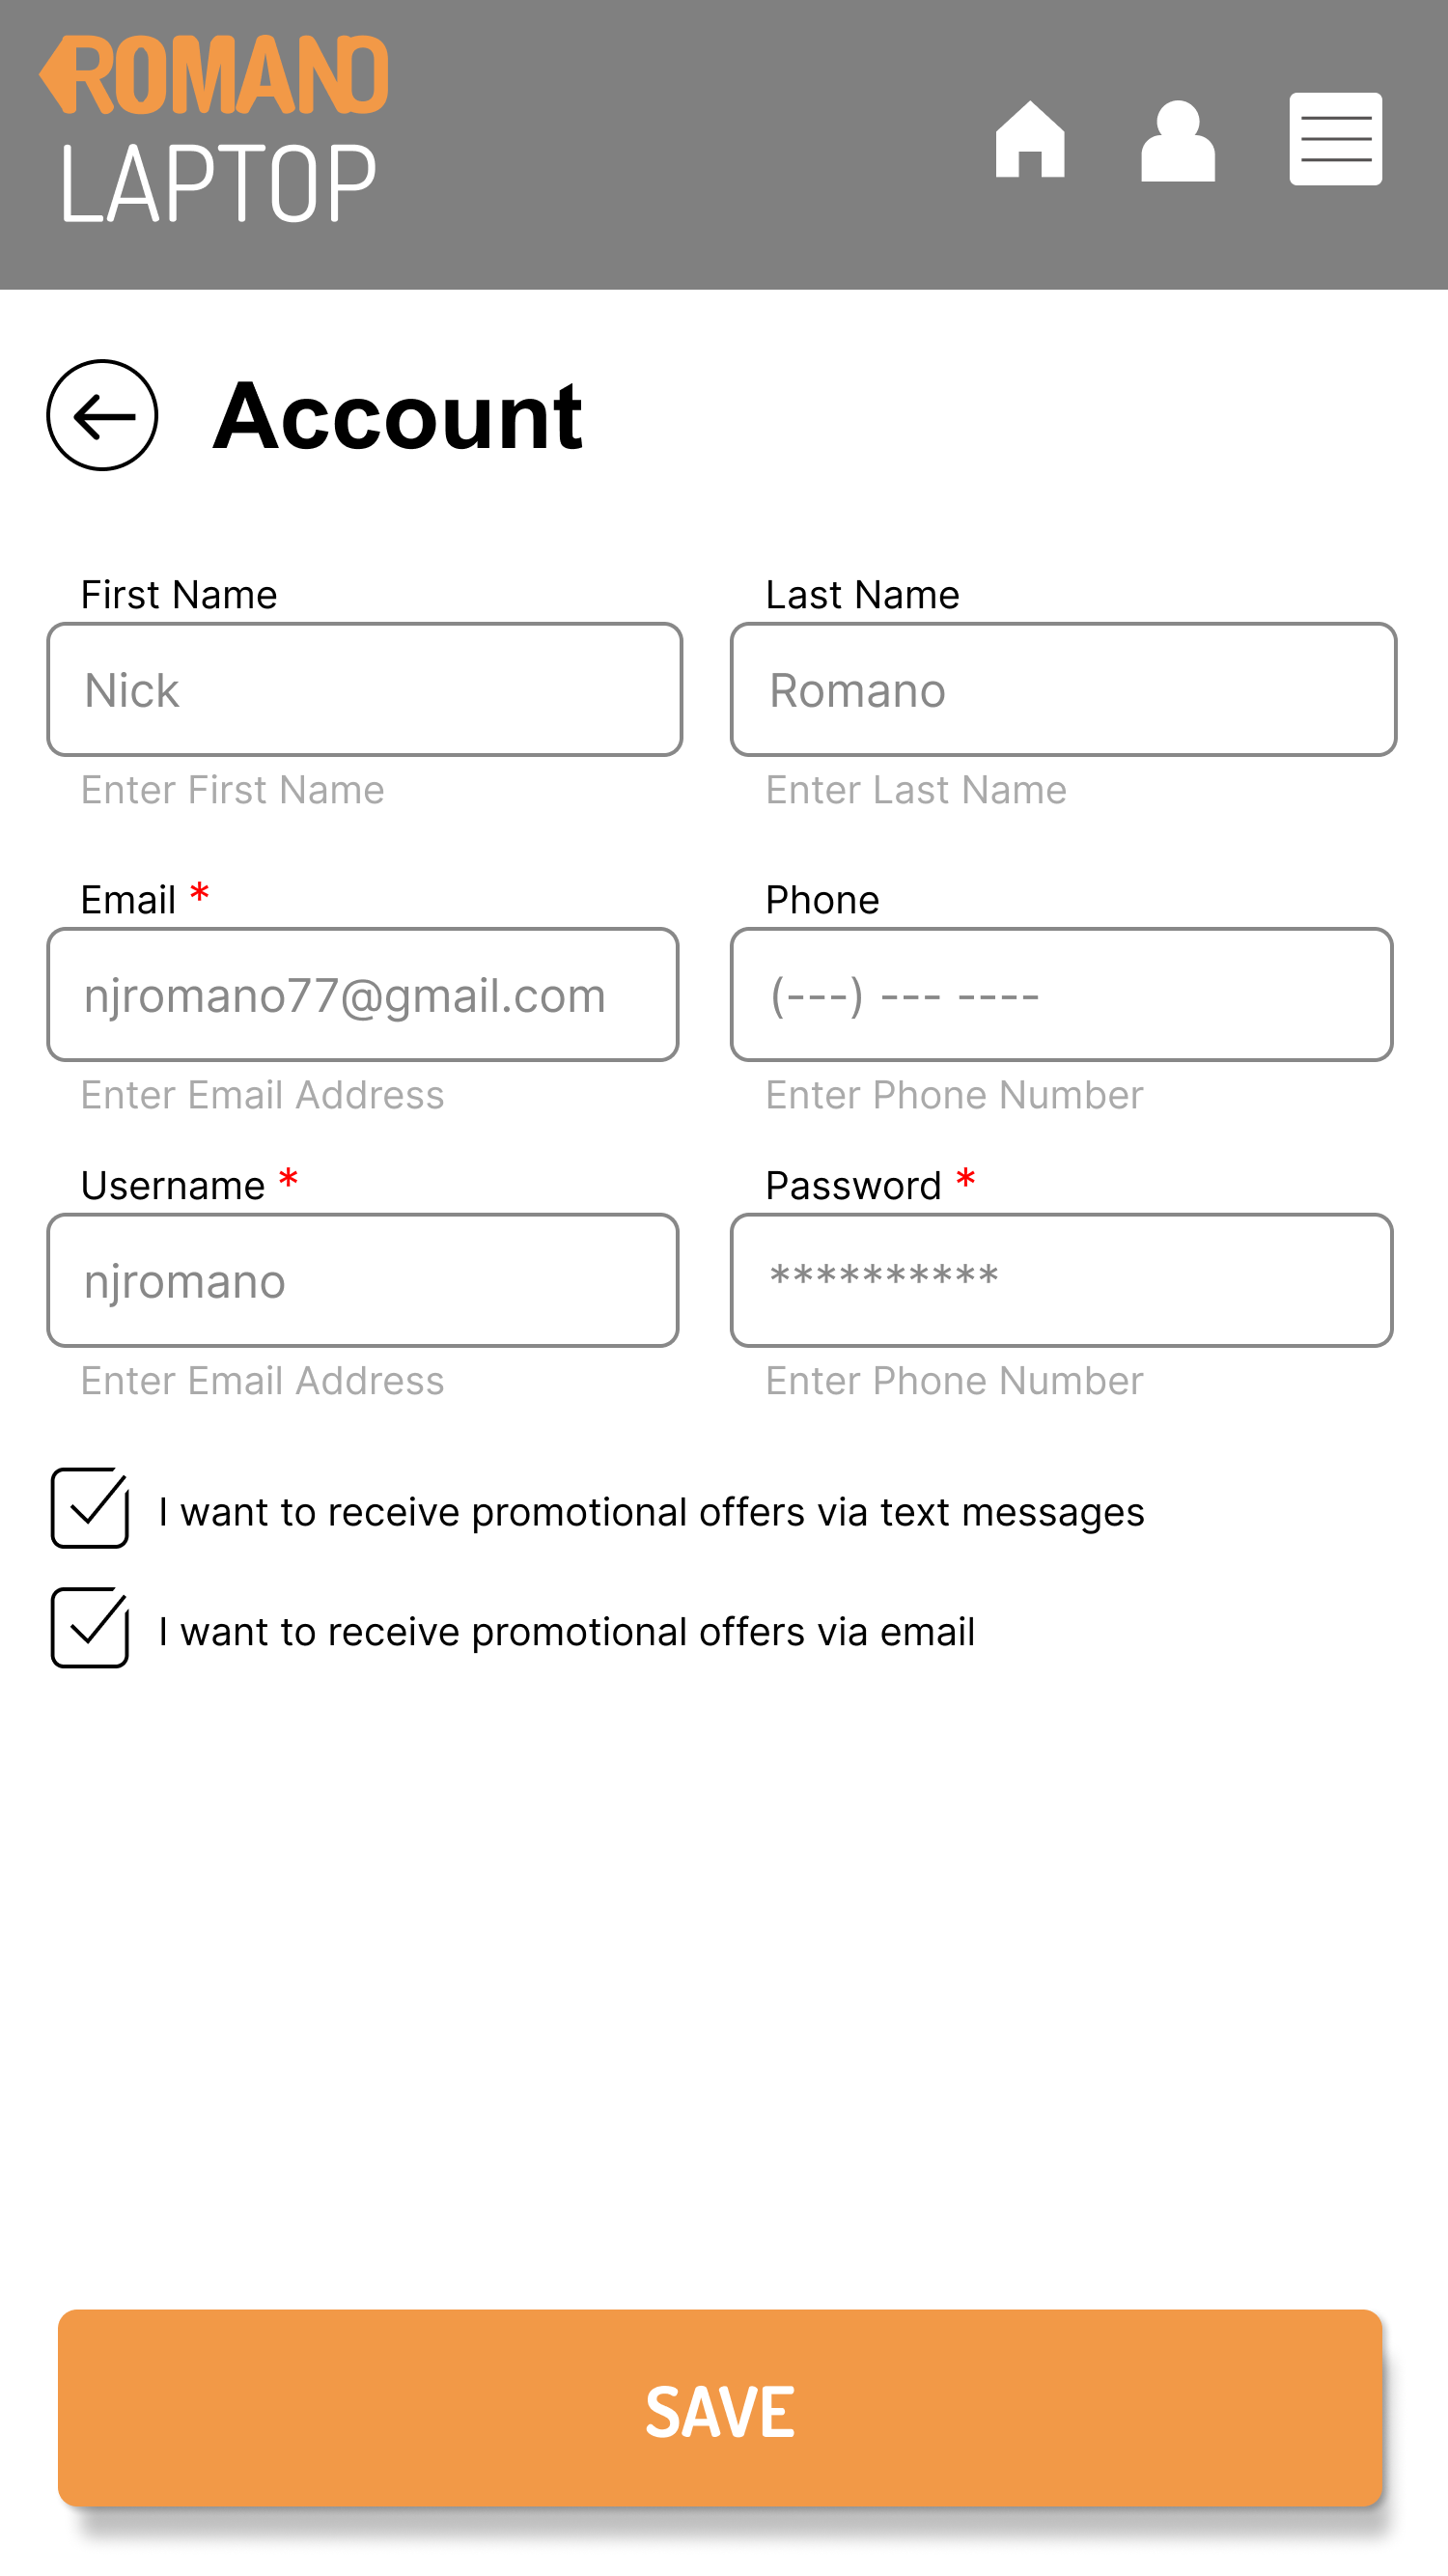 ROMANO
LAPTOP
Account
First Name
Last Name
Nick
Romano
Enter First Name
Enter Last Name
Email *
Phone
njromano77@gmail.com
(---) --- ----
Enter Email Address
Enter Phone Number
Username *
Password *
njromano
**********
Enter Email Address
Enter Phone Number
I want to receive promotional offers via text messages
I want to receive promotional offers via email
SAVE